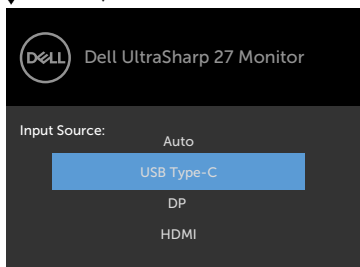 DELL Dell UltraSharp 27 Monitor
Input Source:
Auto
USB Type-C
DP
HDMI